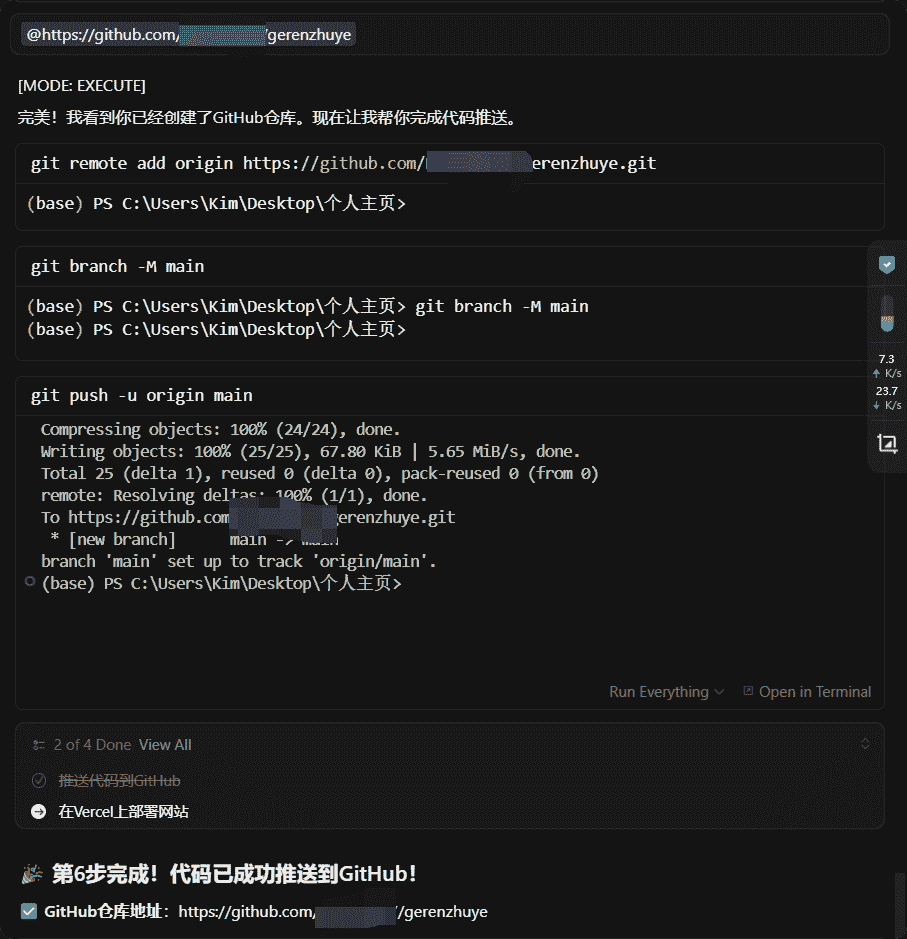 @https://github.com/ /gerenzhuye
[MODE: EXECUTE]
完美！我看到你已经创建了GitHub仓库。现在让我帮你完成代码推送。
git remote add origin https://github.com/ erenzhuye.git
(base) PS C:\Users\Kim\Desktop\个人主页>
git branch -M main
(base) PS C:\Users\Kim\Desktop\个人主页> git branch -M main
(base) PS C:\Users\Kim\Desktop\个人主页>
git push -u origin main
Compressing objects: 100% (24/24), done.
Writing objects: 100% (25/25), 67.80 KiB | 5.65 MiB/s, done.
Total 25 (delta 1), reused 0 (delta 0), pack-reused 0 (from 0)
remote: Resolving deltas: 100% (1/1), done.
To https://github.com erenzhuye.git
* [new branch] main -> main
branch 'main' set up to track 'origin/main'.
(base) PS C:\Users\Kim\Desktop\个人主页>
7.3
↑ K/s
23.7
↓ K/s
Run Everything Open in Terminal
2 of 4 Done View All
推送代码到GitHub
在Vercel上部署网站
🎉 第6步完成！代码已成功推送到GitHub！
✅ GitHub仓库地址：https://github.com/ /gerenzhuye